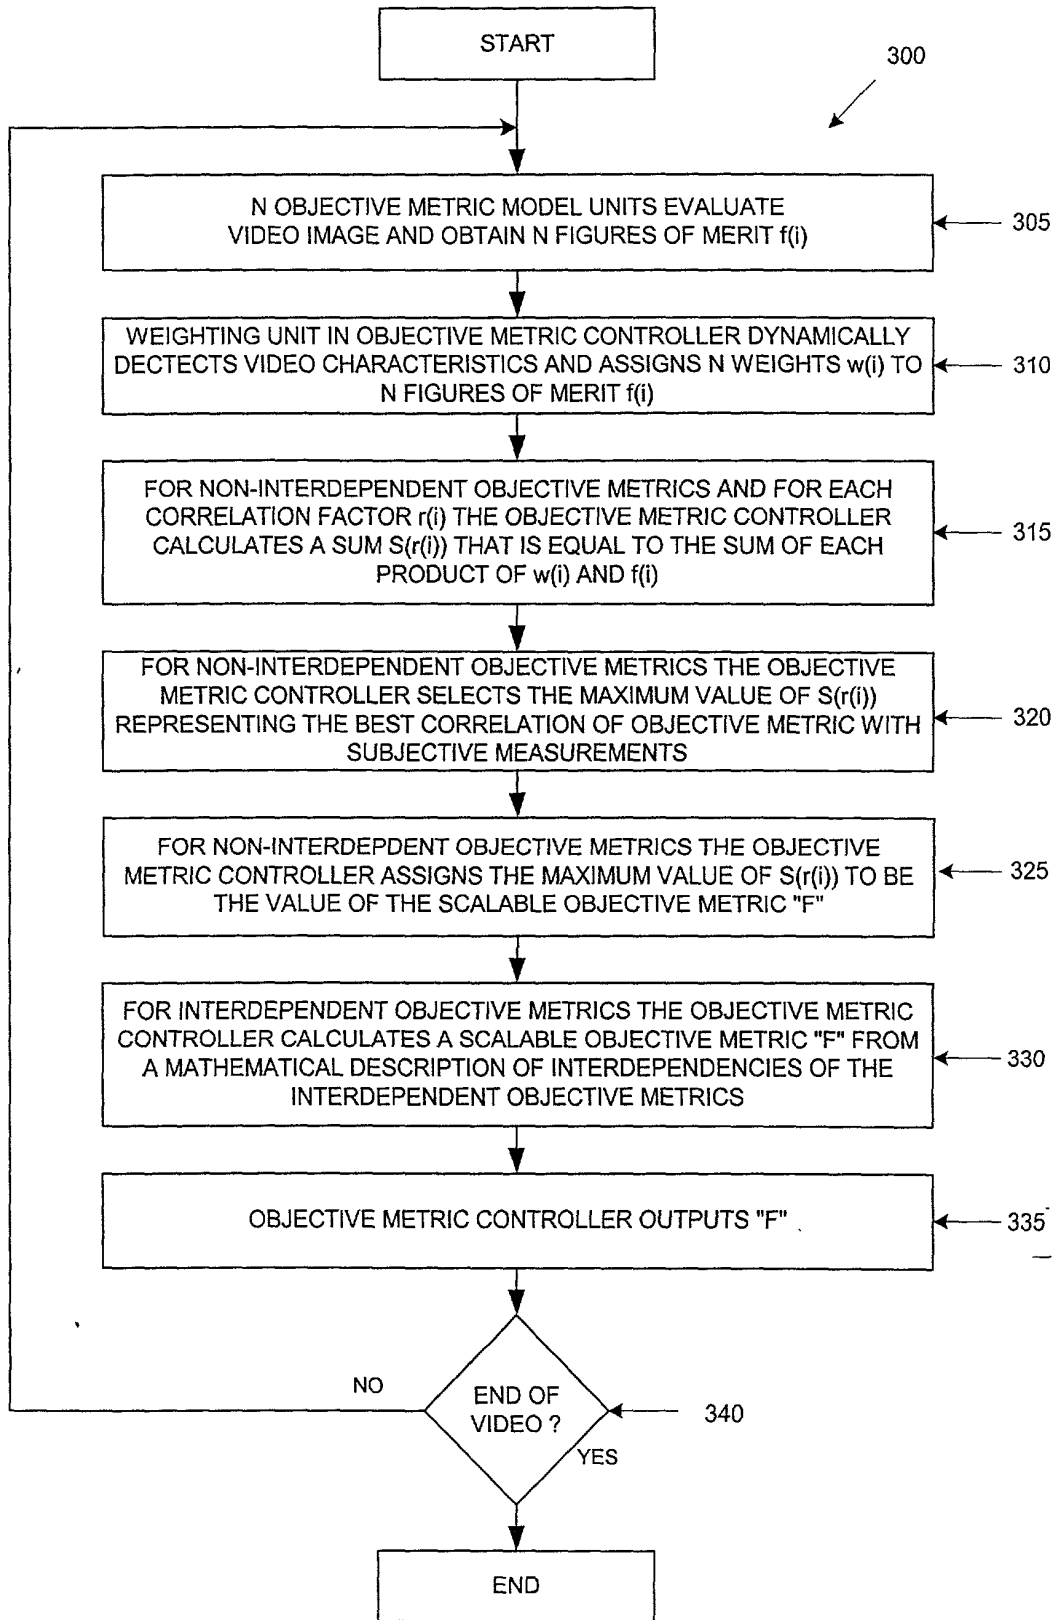 START
300
N OBJECTIVE METRIC MODEL UNITS EVALUATE
VIDEO IMAGE AND OBTAIN N FIGURES OF MERIT f(i)
305
WEIGHTING UNIT IN OBJECTIVE METRIC CONTROLLER DYNAMICALLY
DECTECTS VIDEO CHARACTERISTICS AND ASSIGNS N WEIGHTS w(i) TO
N FIGURES OF MERIT f(i)
310
FOR NON-INTERDEPENDENT OBJECTIVE METRICS AND FOR EACH
CORRELATION FACTOR r(i) THE OBJECTIVE METRIC CONTROLLER
CALCULATES A SUM S(r(i)) THAT IS EQUAL TO THE SUM OF EACH
PRODUCT OF w(i) AND f(i)
315
FOR NON-INTERDEPENDENT OBJECTIVE METRICS THE OBJECTIVE
METRIC CONTROLLER SELECTS THE MAXIMUM VALUE OF S(r(i))
REPRESENTING THE BEST CORRELATION OF OBJECTIVE METRIC WITH
SUBJECTIVE MEASUREMENTS
320
FOR NON-INTERDEPDENT OBJECTIVE METRICS THE OBJECTIVE
METRIC CONTROLLER ASSIGNS THE MAXIMUM VALUE OF S(r(i)) TO BE
THE VALUE OF THE SCALABLE OBJECTIVE METRIC "F"
325
FOR INTERDEPENDENT OBJECTIVE METRICS THE OBJECTIVE METRIC
CONTROLLER CALCULATES A SCALABLE OBJECTIVE METRIC "F" FROM
A MATHEMATICAL DESCRIPTION OF INTERDEPENDENCIES OF THE
INTERDEPENDENT OBJECTIVE METRICS
330
OBJECTIVE METRIC CONTROLLER OUTPUTS "F"
335
NO
END OF
VIDEO ?
340
YES
END